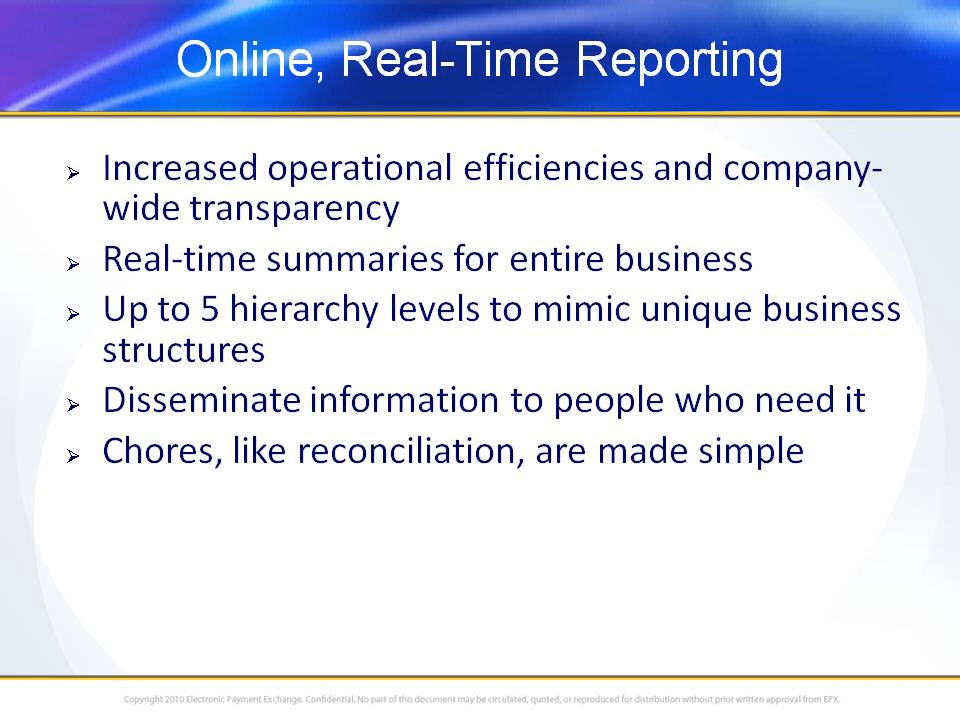 Online, Real-Time Reporting
Increased operational efficiencies and company-
wide transparency
Real-time summaries for entire business
Up to 5 hierarchy levels to mimic unique business
structures
Disseminate information to people who need it
Chores, like reconciliation, are made simple
Copyright 2010 Electronic Payment Exchange. Confidential. No part of this document may be circulated, quoted, or reproduced for distribution without prior written approval from EPX.